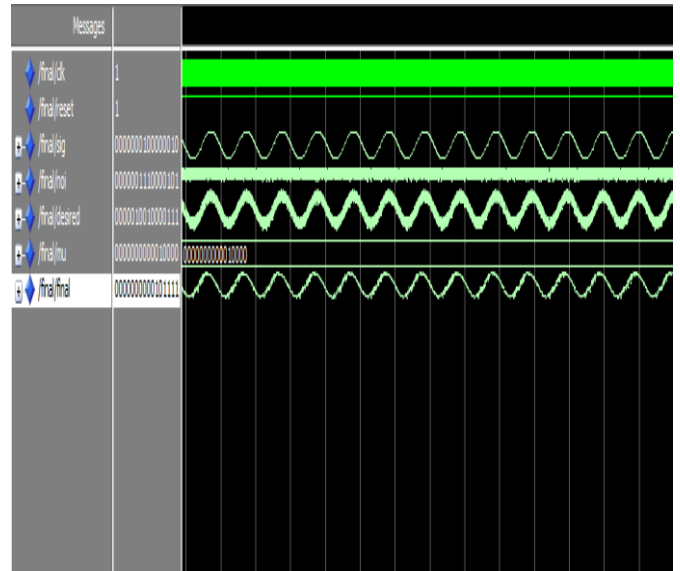 Messages
/final/clk 1
/final/reset 1
/final/sig 0000000100000010
/final/noi 0000001110000101
/final/desired 0000010010000111
/final/mu 0000000000010000 0000000000010000
/final/final 0000000000101111